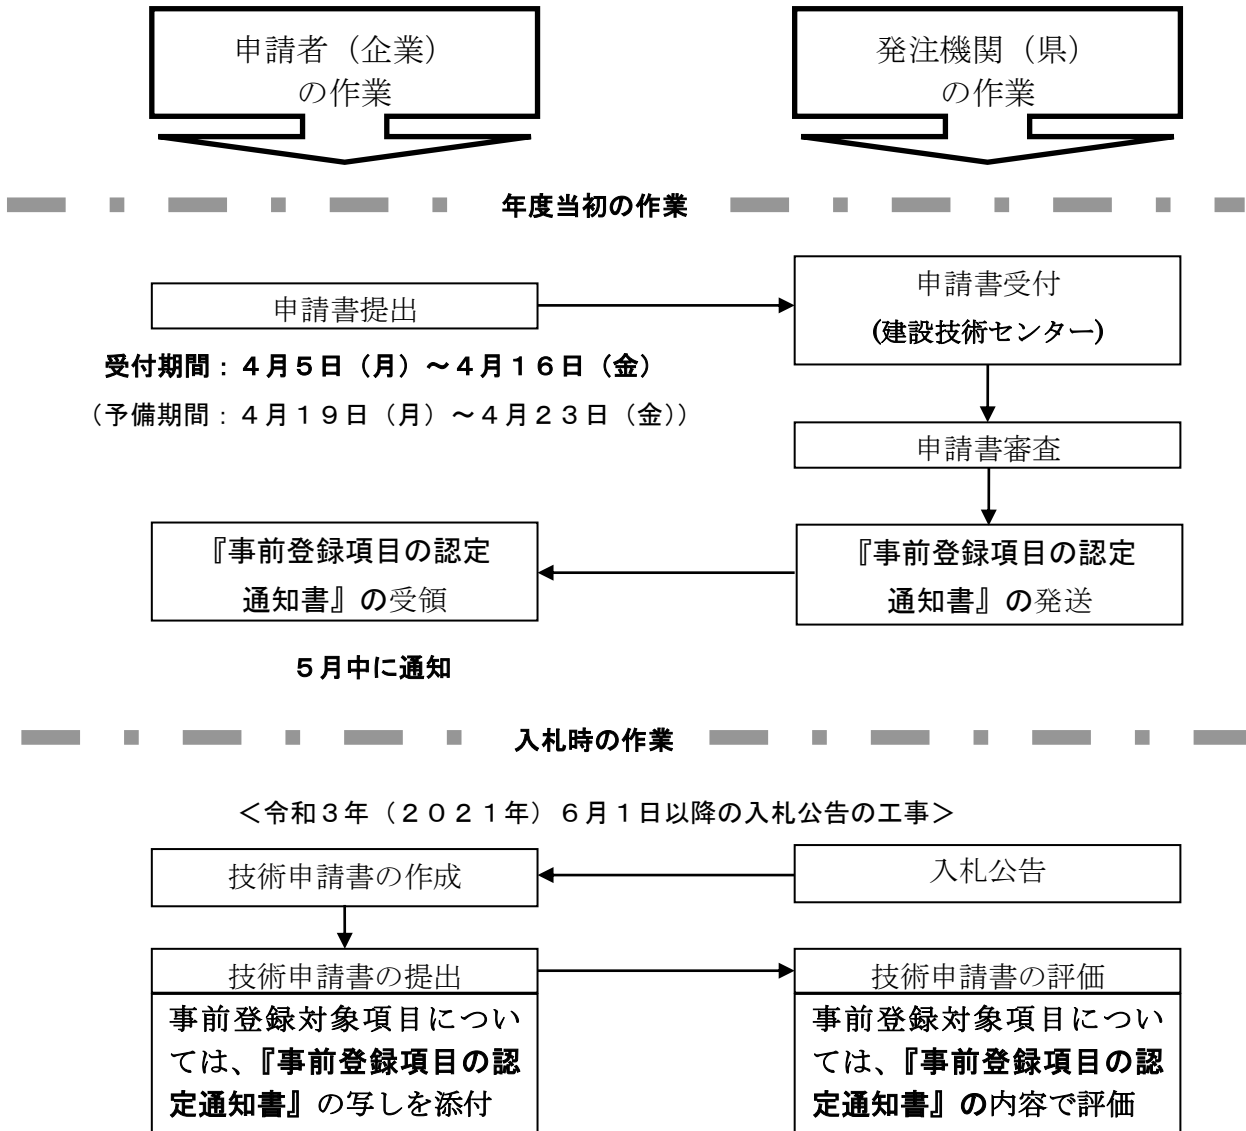 申請者（企業）
の作業
発注機関（県）
の作業
年度当初の作業
申請書提出
申請書受付
(建設技術センター)
受付期間：４月５日（月）～４月１６日（金）
（予備期間：４月１９日（月）～４月２３日（金））
申請書審査
『事前登録項目の認定
通知書』の受領
『事前登録項目の認定
通知書』の発送
５月中に通知
入札時の作業
＜令和３年（２０２１年）６月１日以降の入札公告の工事＞
技術申請書の作成
入札公告
技術申請書の提出
事前登録対象項目につい
ては、『事前登録項目の認
定通知書』の写しを添付
技術申請書の評価
事前登録対象項目につい
ては、『事前登録項目の認
定通知書』の内容で評価